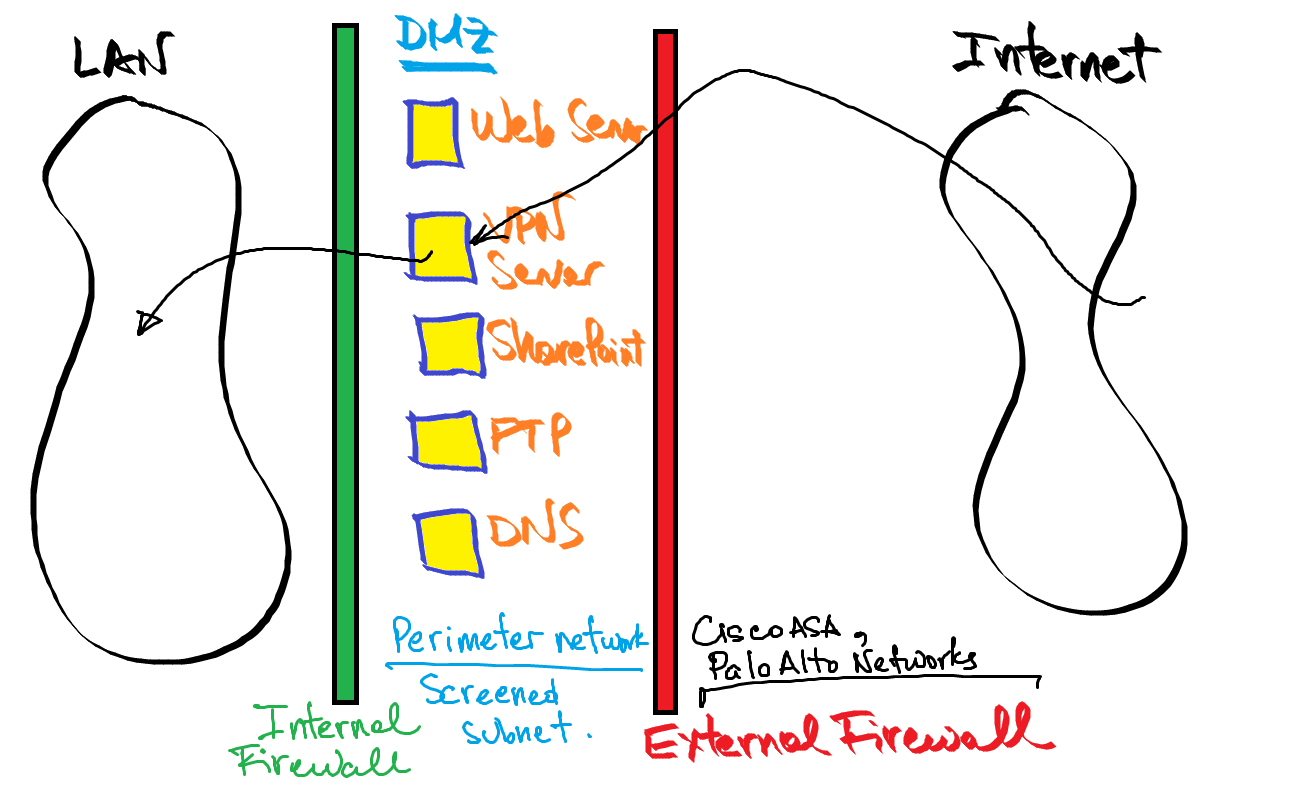 LAN
DMZ
Internet
Web Server
VPN
Server
SharePoint
FTP
DNS
Perimeter network
Screened
subnet.
Cisco ASA,
Palo Alto Networks
Internal
Firewall
External Firewall